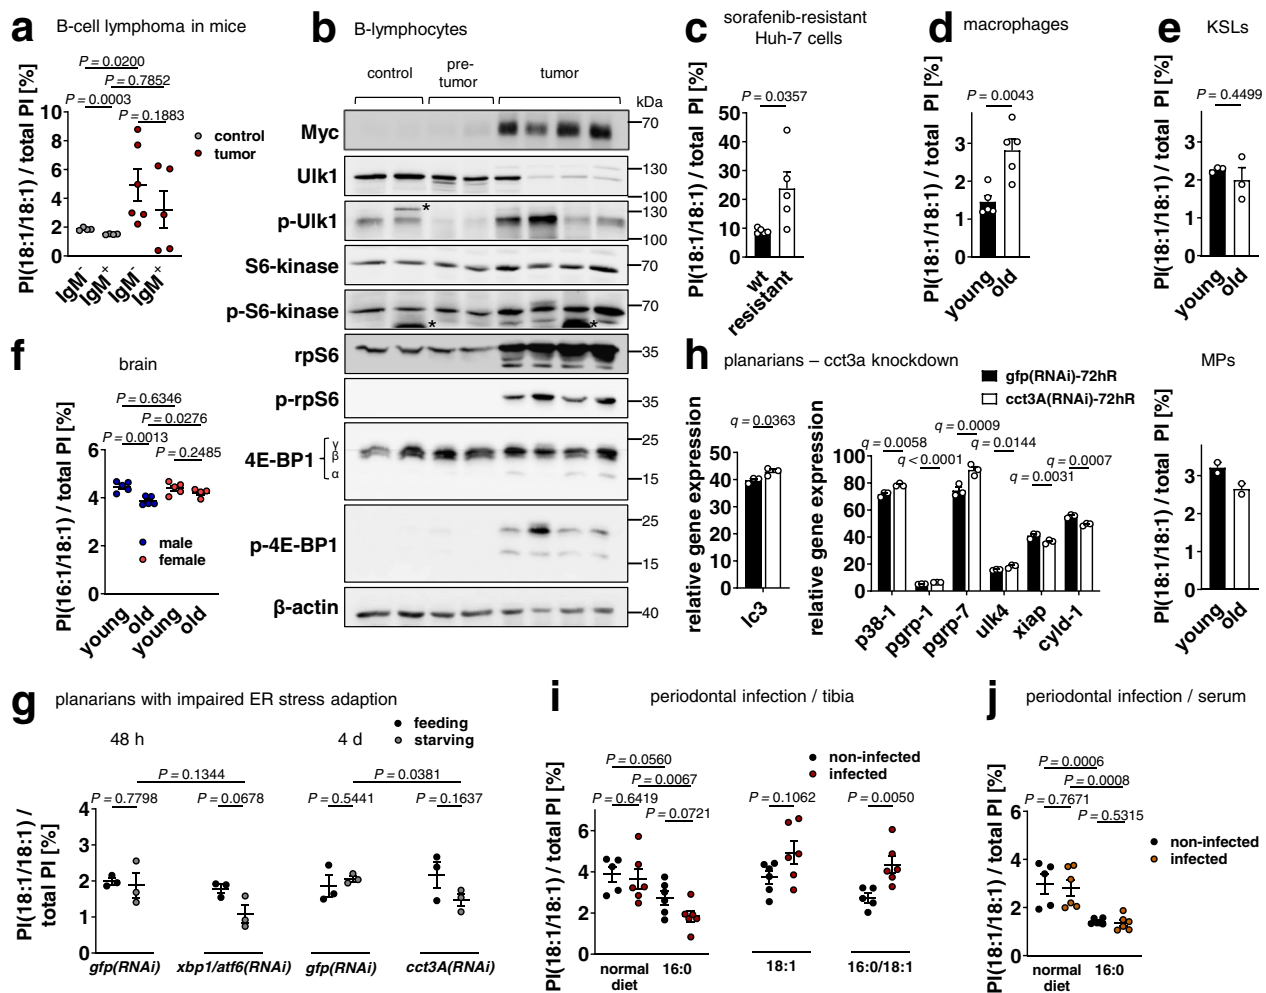 a
B-cell lymphoma in mice
PI(18:1/18:1) / total PI [%]
P = 0.0200
P = 0.7852
P = 0.0003
P = 0.1883
10
8
6
4
2
0
control
tumor
IgM-
IgM+
IgM-
IgM+
b
B-lymphocytes
control
pre-
tumor
tumor
kDa
Myc
70
Ulk1
130
100
p-Ulk1
*
130
100
S6-kinase
70
p-S6-kinase
*
*
70
rpS6
35
p-rpS6
35
4E-BP1
γ
β
α
25
15
p-4E-BP1
25
15
β-actin
40
c
sorafenib-resistant
Huh-7 cells
PI(18:1/18:1) / total PI [%]
P = 0.0357
50
40
30
20
10
0
wt
resistant
d
macrophages
PI(18:1/18:1) / total PI [%]
P = 0.0043
3
2
1
0
young
old
e
KSLs
PI(18:1/18:1) / total PI [%]
P = 0.4499
3
2
1
0
young
old
MPs
PI(18:1/18:1) / total PI [%]
3
2
1
0
young
old
f
brain
PI(16:1/18:1) / total PI [%]
P = 0.6346
P = 0.0276
P = 0.0013
P = 0.2485
6
4
2
0
male
female
young
old
young
old
h
planarians – cct3a knockdown
gfp(RNAi)-72hR
cct3A(RNAi)-72hR
relative gene expression
q = 0.0363
50
40
30
20
10
0
lc3
relative gene expression
q = 0.0058
q < 0.0001
q = 0.0009
q = 0.0144
q = 0.0031
q = 0.0007
100
80
60
40
20
0
p38-1
pgrp-1
pgrp-7
ulk4
xiap
cyld-1
g
planarians with impaired ER stress adaption
feeding
starving
48 h
4 d
PI(18:1/18:1) /
total PI [%]
P = 0.1344
P = 0.0381
P = 0.7798
P = 0.0678
P = 0.5441
P = 0.1637
4
3
2
1
0
gfp(RNAi)
xbp1/atf6(RNAi)
gfp(RNAi)
cct3A(RNAi)
i
periodontal infection / tibia
non-infected
infected
PI(18:1/18:1) / total PI [%]
P = 0.0560
P = 0.0067
P = 0.6419
P = 0.0721
P = 0.1062
P = 0.0050
6
4
2
0
normal
diet
16:0
18:1
16:0/18:1
j
periodontal infection / serum
PI(18:1/18:1) / total PI [%]
P = 0.0006
P = 0.0008
P = 0.7671
P = 0.5315
6
4
2
0
non-infected
infected
normal
diet
16:0